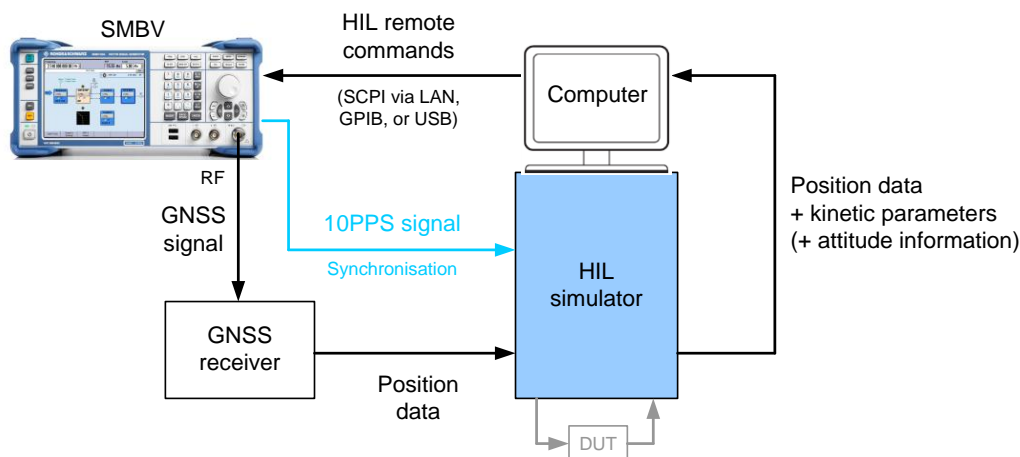 SMBV
HIL remote
commands
(SCPI via LAN,
GPIB, or USB)
Computer
RF
GNSS
signal
10PPS signal
Synchronisation
Position data
+ kinetic parameters
(+ attitude information)
HIL
simulator
GNSS
receiver
Position
data
DUT